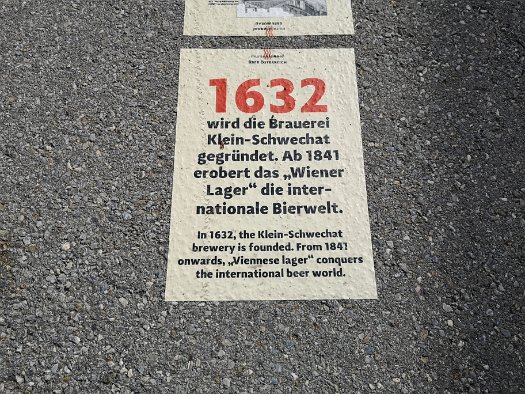 1632
wird die Brauerei
Klein-Schwechat
gegründet. Ab 1841
erobert das „Wiener
Lager“ die inter-
nationale Bierwelt.
In 1632, the Klein-Schwechat
brewery is founded. From 1841
onwards, „Viennese lager“ conquers
the international beer world.